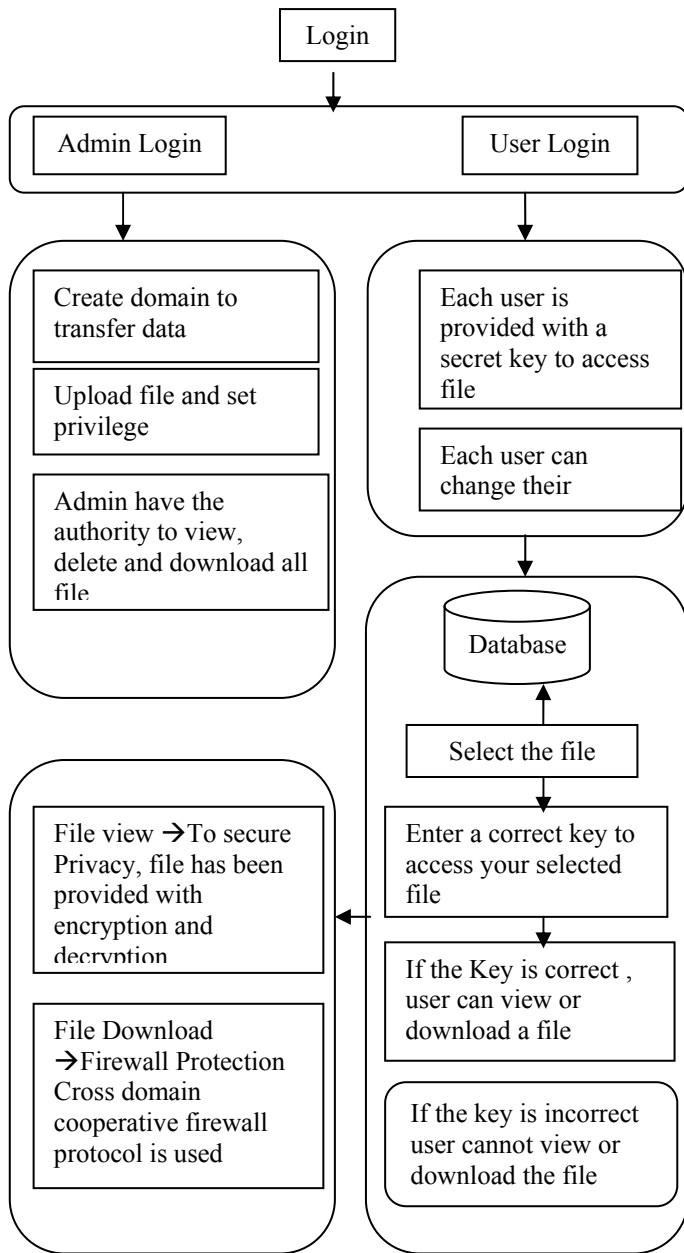 Login
Admin Login
User Login
Create domain to
transfer data
Upload file and set
privilege
Admin have the
authority to view,
delete and download all
file
Each user is
provided with a
secret key to access
file
Each user can
change their
Database
Select the file
Enter a correct key to
access your selected
file
If the Key is correct ,
user can view or
download a file
If the key is incorrect
user cannot view or
download the file
File view →To secure
Privacy, file has been
provided with
encryption and
decryption
File Download
→Firewall Protection
Cross domain
cooperative firewall
protocol is used